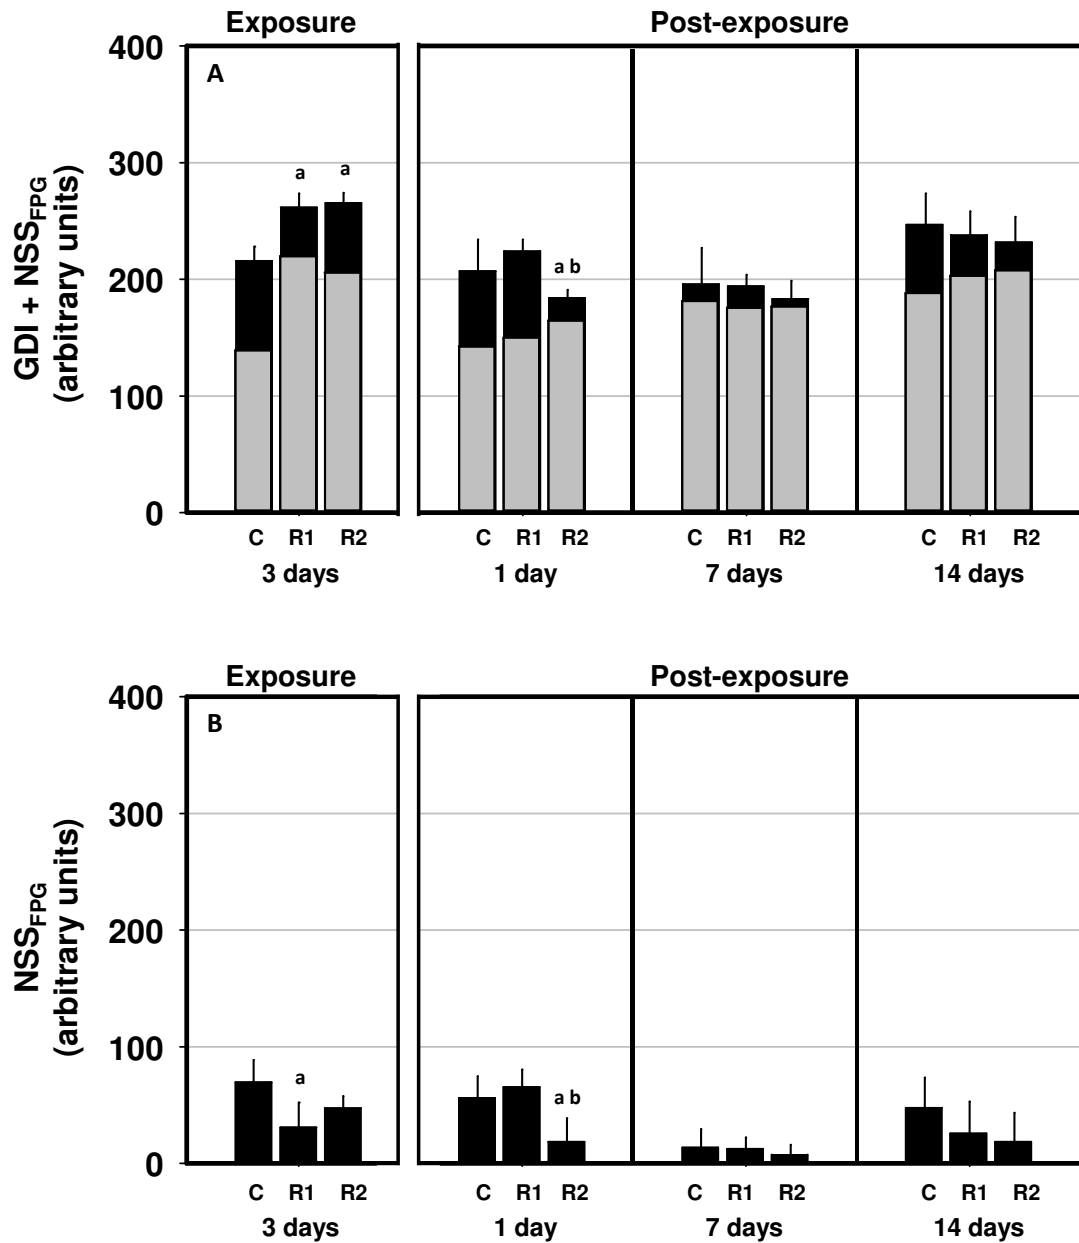 Exposure
Post-exposure
A
400
300
200
100
0
GDI + NSSFPG
(arbitrary units)
a
a
a b
C R1 R2
C R1 R2
C R1 R2
C R1 R2
3 days
1 day
7 days
14 days
Exposure
Post-exposure
B
400
300
200
100
0
NSSFPG
(arbitrary units)
a
a b
C R1 R2
C R1 R2
C R1 R2
C R1 R2
3 days
1 day
7 days
14 days